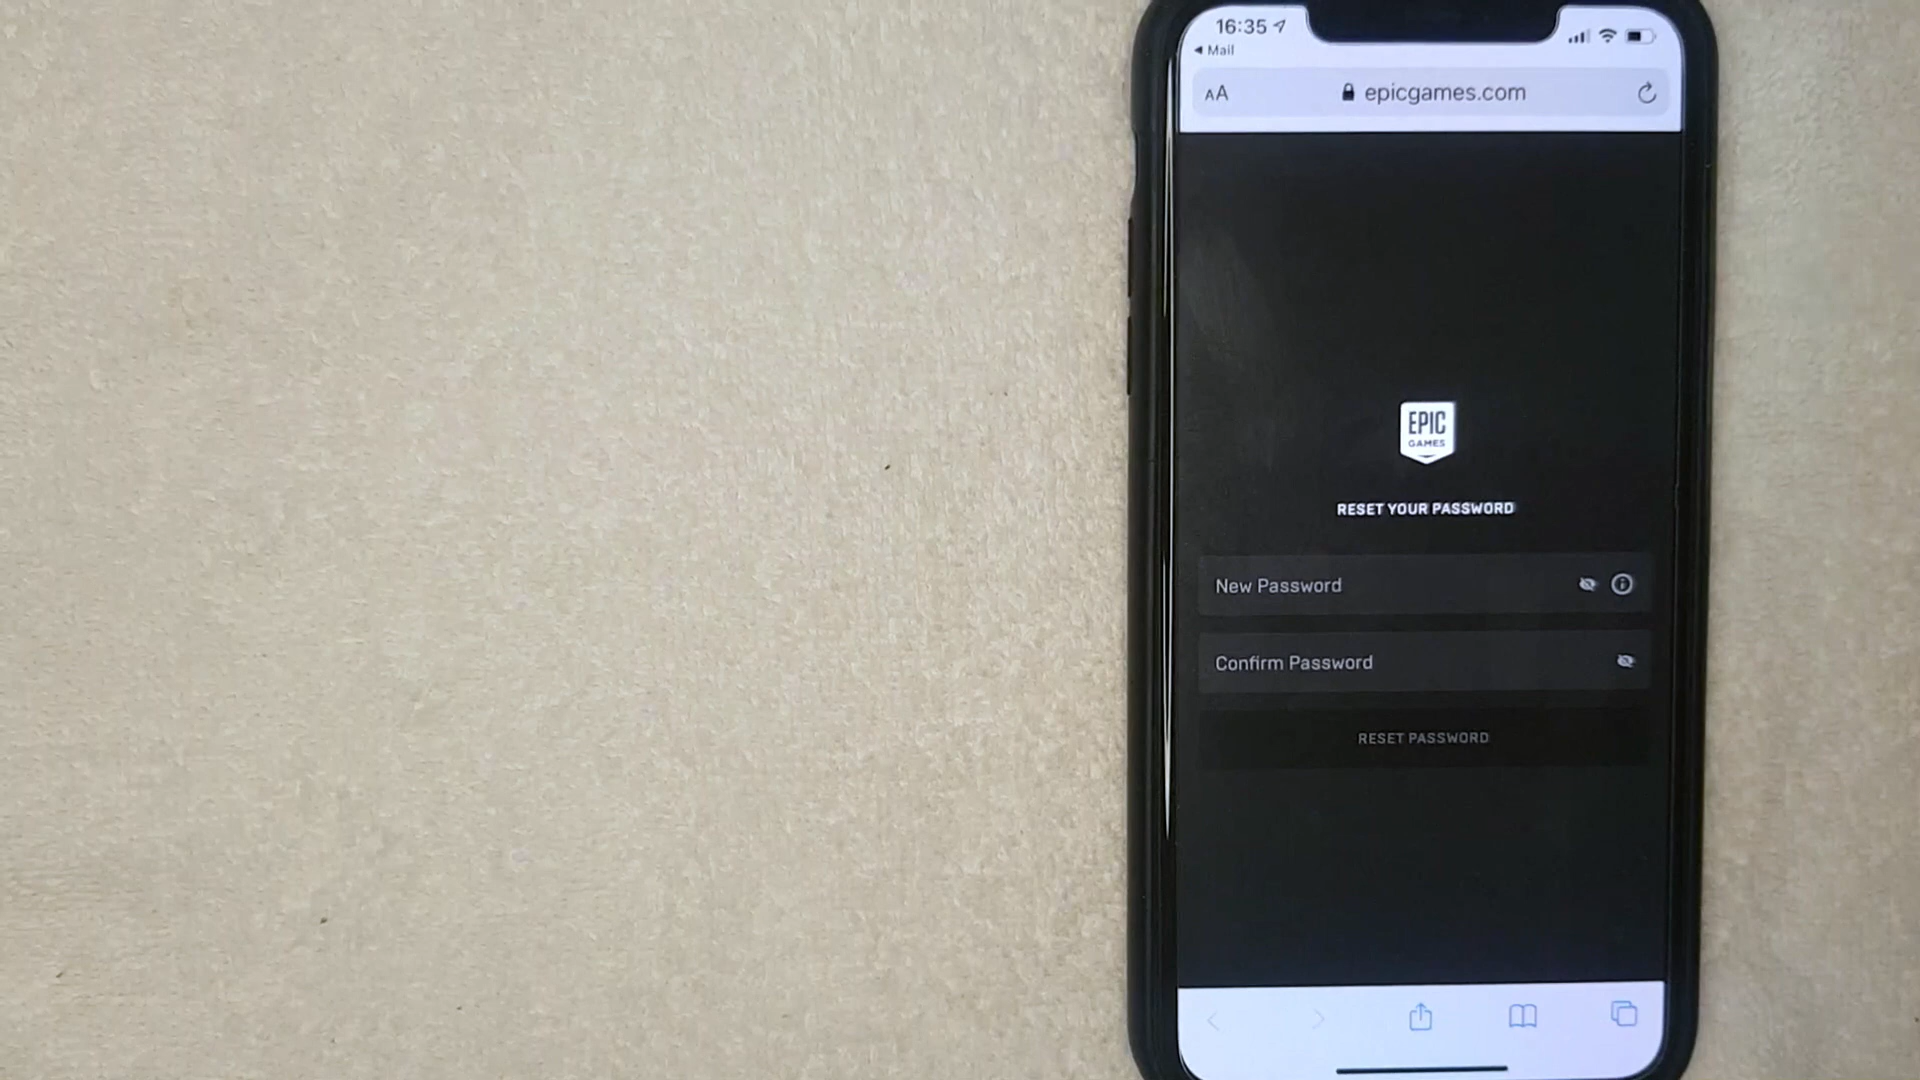 16:35
◀ Mail
AA epicgames.com
EPIC
GAMES
RESET YOUR PASSWORD
New Password
Confirm Password
RESET PASSWORD